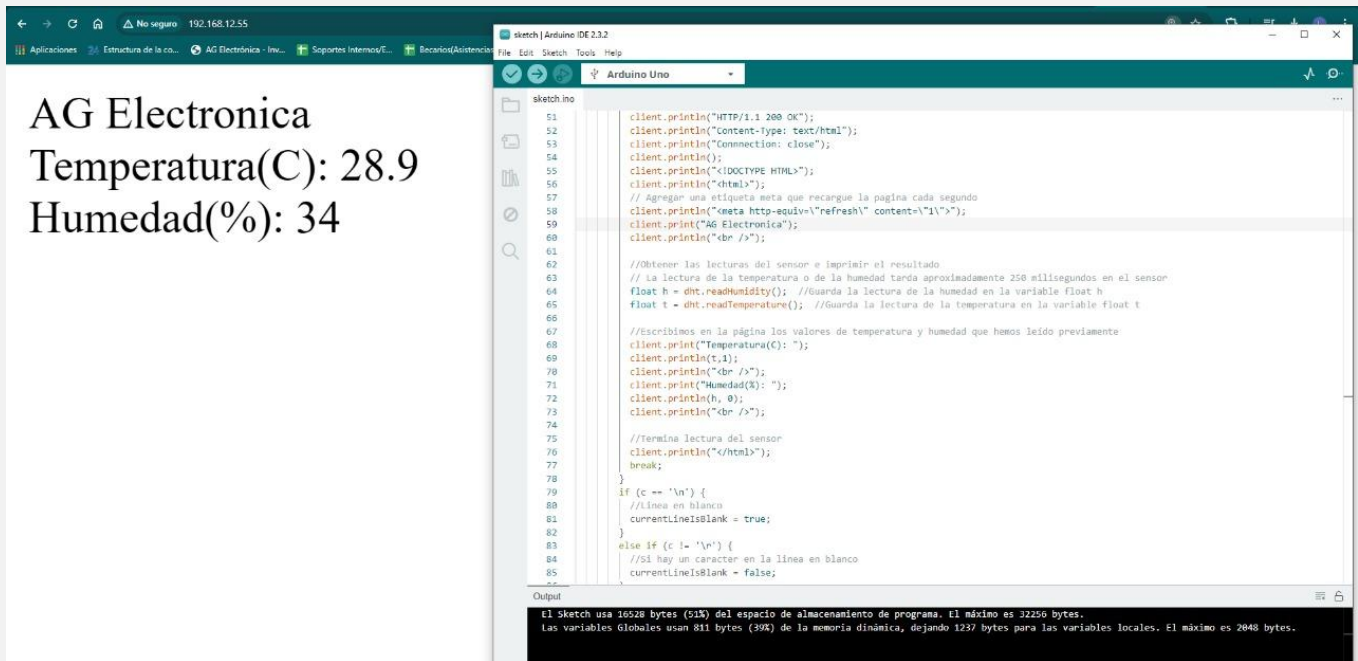 No seguro 192.168.12.55
Aplicaciones Estructura de la co... AG Electrónica - Inv... Soportes Internos/E... Becarios(Asistencias
AG Electronica
Temperatura(C): 28.9
Humedad(%): 34
sketch | Arduino IDE 2.3.2
File Edit Sketch Tools Help
Arduino Uno
sketch.ino
51 client.println("HTTP/1.1 200 OK");
52 client.println("Content-Type: text/html");
53 client.println("Connnection: close");
54 client.println();
55 client.println("<!DOCTYPE HTML>");
56 client.println("<html>");
57 // Agregar una etiqueta meta que recargue la pagina cada segundo
58 client.println("<meta http-equiv=\"refresh\" content=\"1\">");
59 client.print("AG Electronica");
60 client.println("<br />");
61
62 //Obtener las lecturas del sensor e imprimir el resultado
63 // La lectura de la temperatura o de la humedad tarda aproximadamente 250 milisegundos en el sensor
64 float h = dht.readHumidity(); //Guarda la lectura de la humedad en la variable float h
65 float t = dht.readTemperature(); //Guarda la lectura de la temperatura en la variable float t
66
67 //Escribimos en la página los valores de temperatura y humedad que hemos leído previamente
68 client.print("Temperatura(C): ");
69 client.println(t,1);
70 client.println("<br />");
71 client.print("Humedad(%): ");
72 client.println(h, 0);
73 client.println("<br />");
74
75 //Termina lectura del sensor
76 client.println("</html>");
77 break;
78 }
79 if (c == '\n') {
80 //Linea en blanco
81 currentLineIsBlank = true;
82 }
83 else if (c != '\r') {
84 //Si hay un caracter en la linea en blanco
85 currentLineIsBlank = false;
Output
El Sketch usa 16528 bytes (51%) del espacio de almacenamiento de programa. El máximo es 32256 bytes.
Las variables Globales usan 811 bytes (39%) de la memoria dinámica, dejando 1237 bytes para las variables locales. El máximo es 2048 bytes.